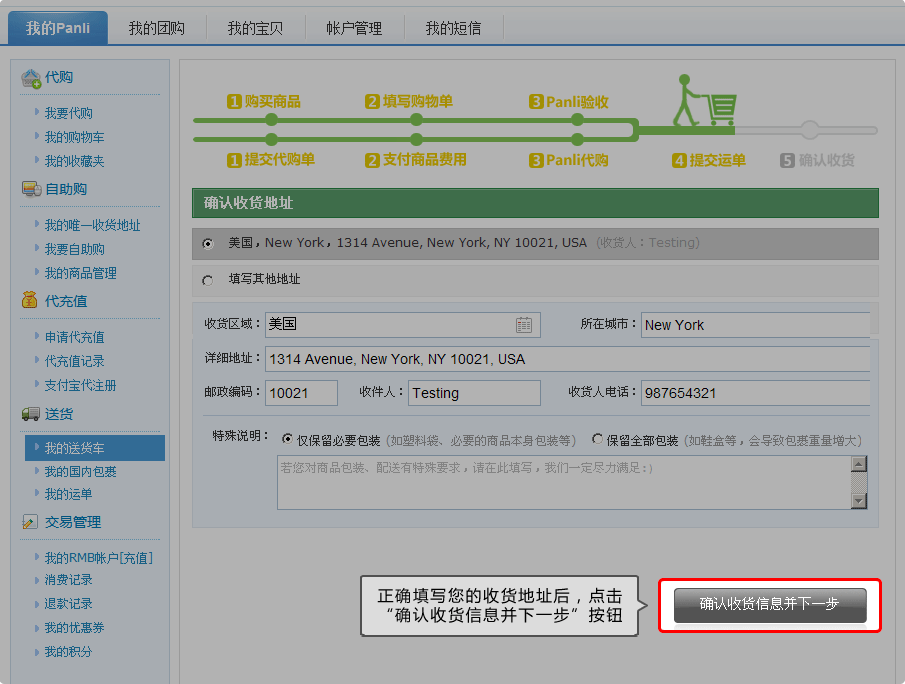 我的Panli 我的团购 我的宝贝 帐户管理 我的短信
代购
我要代购
我的购物车
我的收藏夹
自助购
我的唯一收货地址
我要自助购
我的商品管理
代充值
申请代充值
代充值记录
支付宝代注册
送货
我的送货车
我的国内包裹
我的运单
交易管理
我的RMB帐户[充值]
消费记录
退款记录
我的优惠券
我的积分
1 购买商品 2 填写购物单 3 Panli验收
1 提交代购单 2 支付商品费用 3 Panli代购 4 提交运单 5 确认收货
确认收货地址
美国，New York，1314 Avenue, New York, NY 10021, USA （收货人：Testing）
填写其他地址
收货区域： 美国 所在城市： New York
详细地址： 1314 Avenue, New York, NY 10021, USA
邮政编码： 10021 收件人： Testing 收货人电话： 987654321
特殊说明： 仅保留必要包装（如塑料袋、必要的商品本身包装等） 保留全部包装（如鞋盒等，会导致包裹重量增大）
若您对商品包装、配送有特殊要求，请在此填写，我们一定尽力满足:)
正确填写您的收货地址后，点击
“确认收货信息并下一步”按钮
确认收货信息并下一步